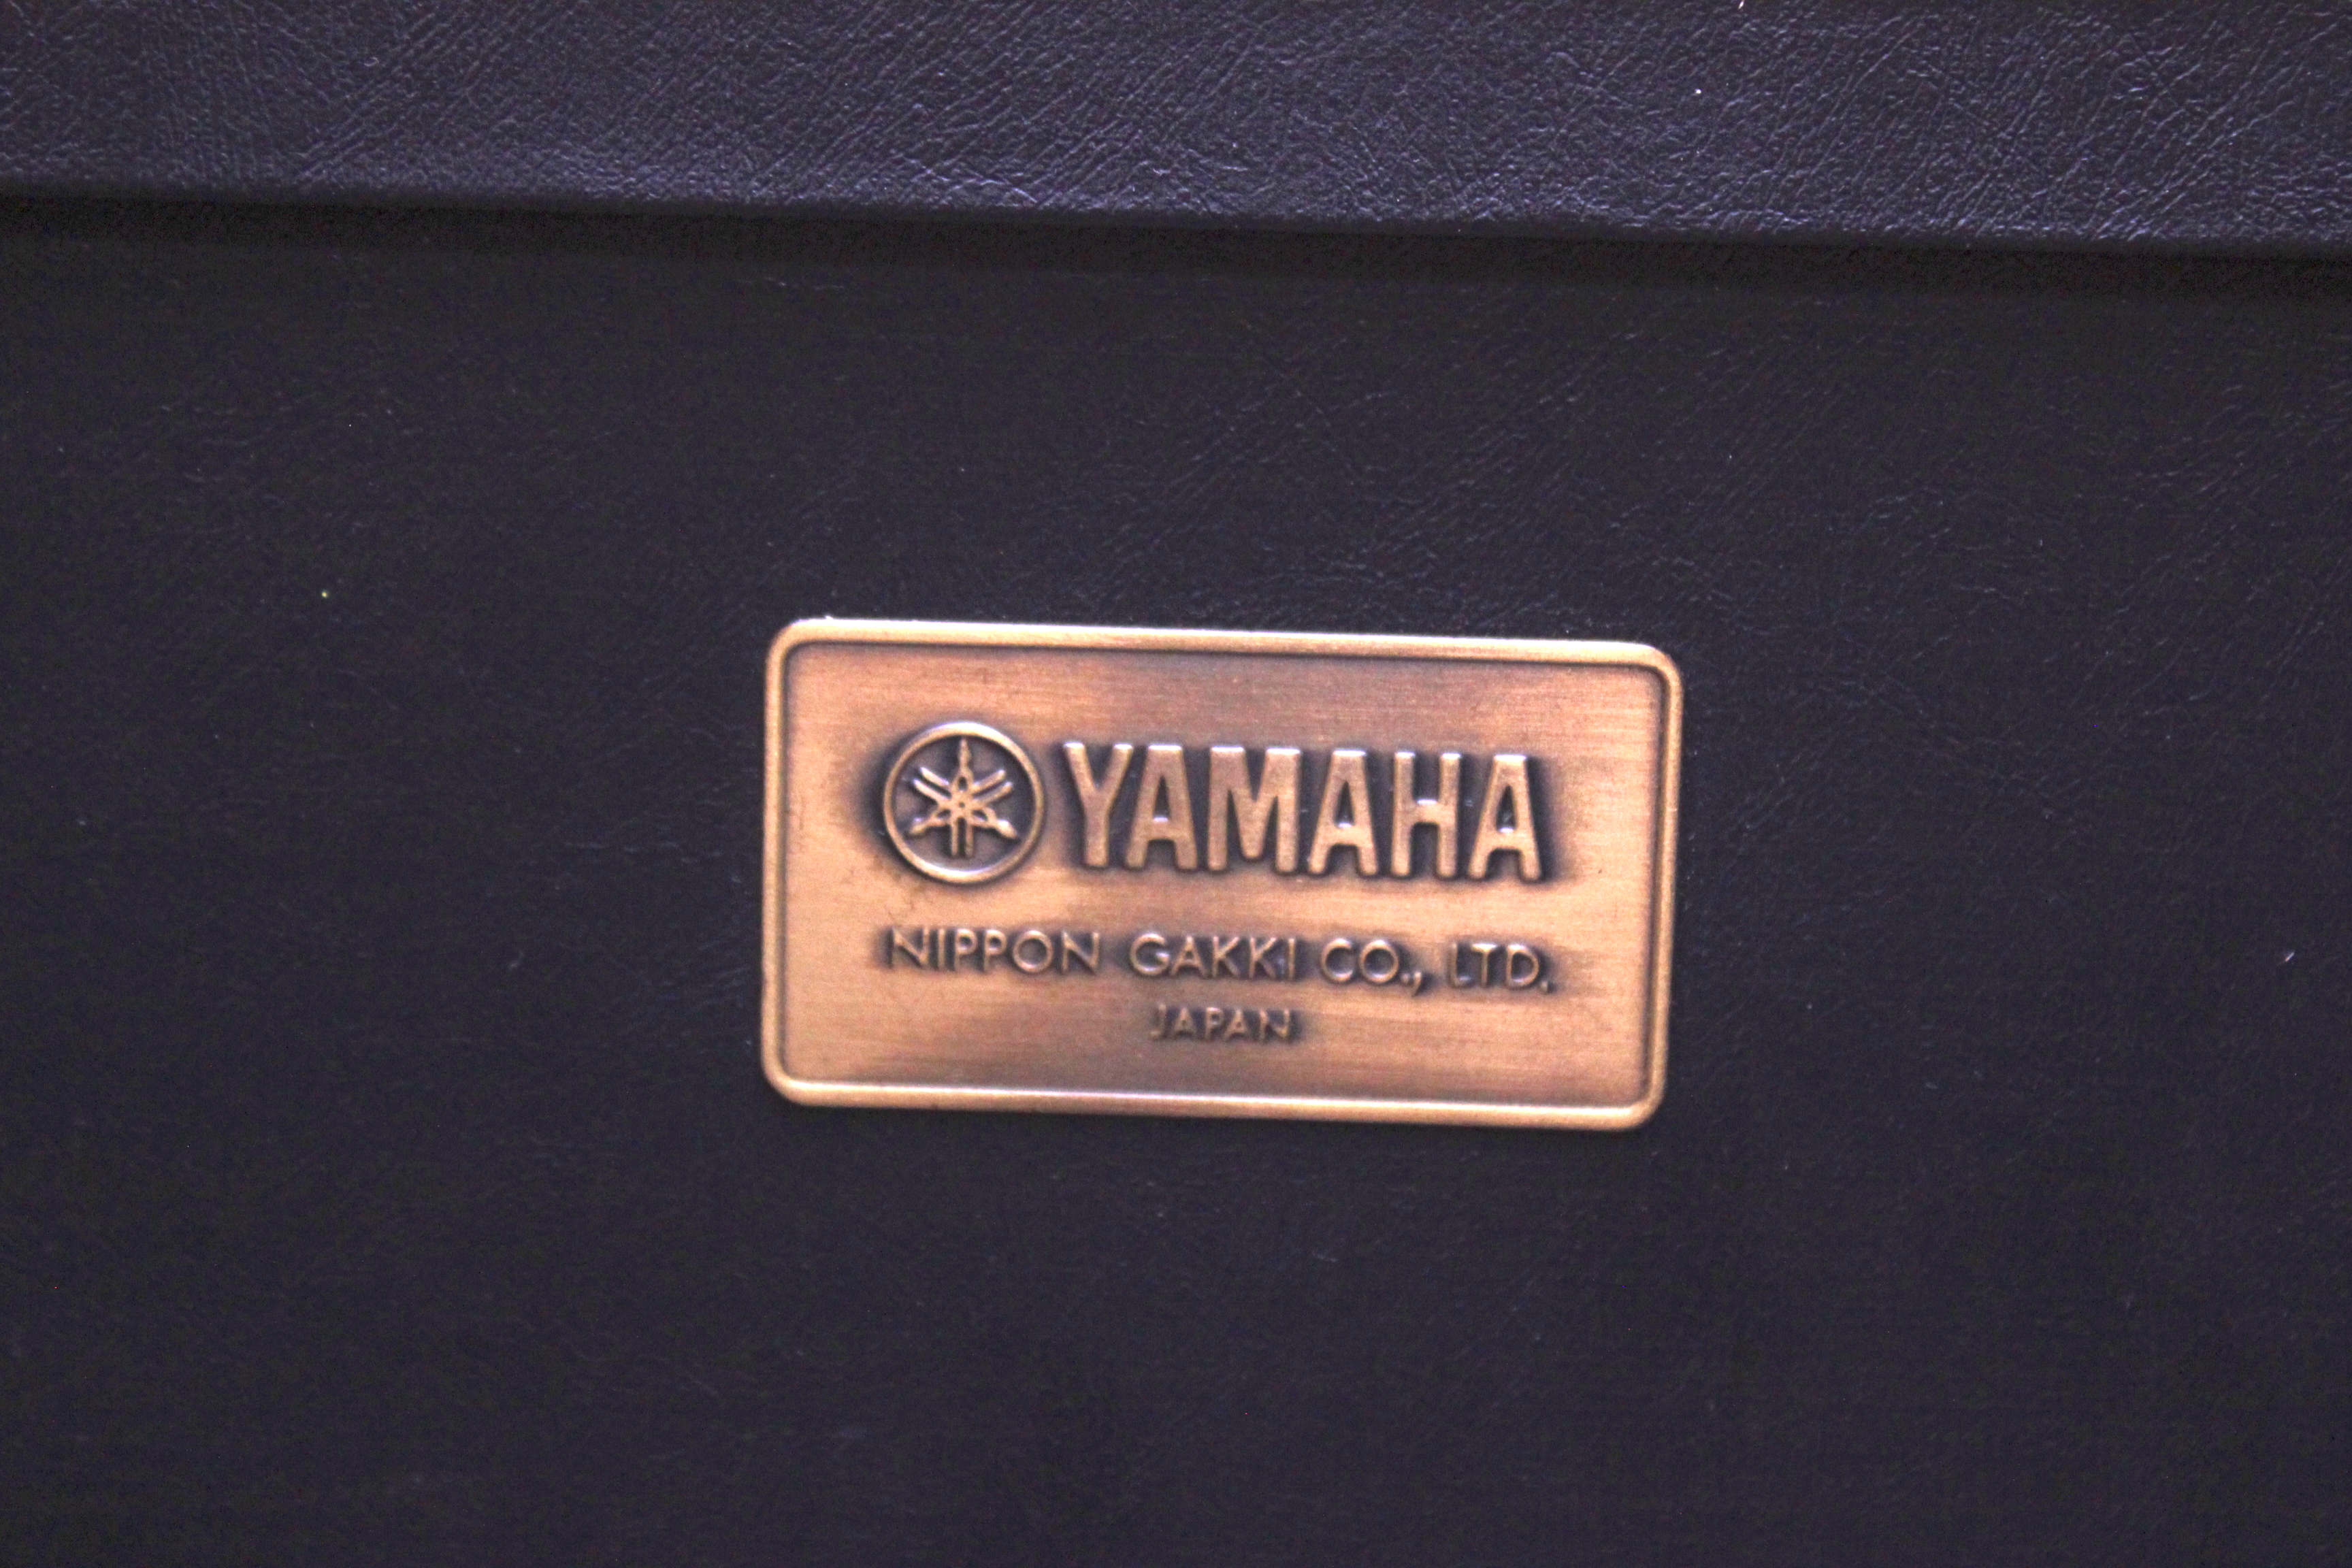 YAMAHA
NIPPON GAKKI CO., LTD.
JAPAN